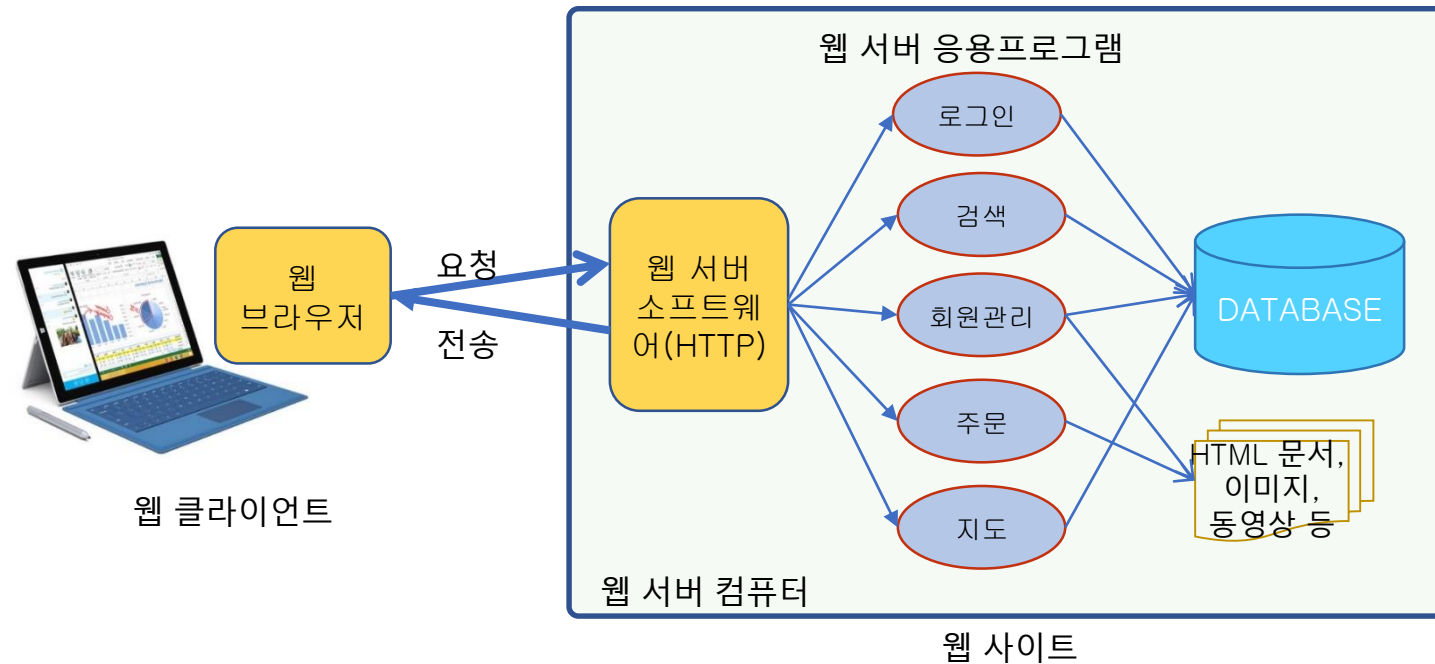 웹 서버 응용프로그램
로그인
검색
회원관리
주문
지도
웹
브라우저
요청
전송
웹 서버
소프트웨
어(HTTP)
DATABASE
HTML 문서,
이미지,
동영상 등
웹 클라이언트
웹 서버 컴퓨터
웹 사이트